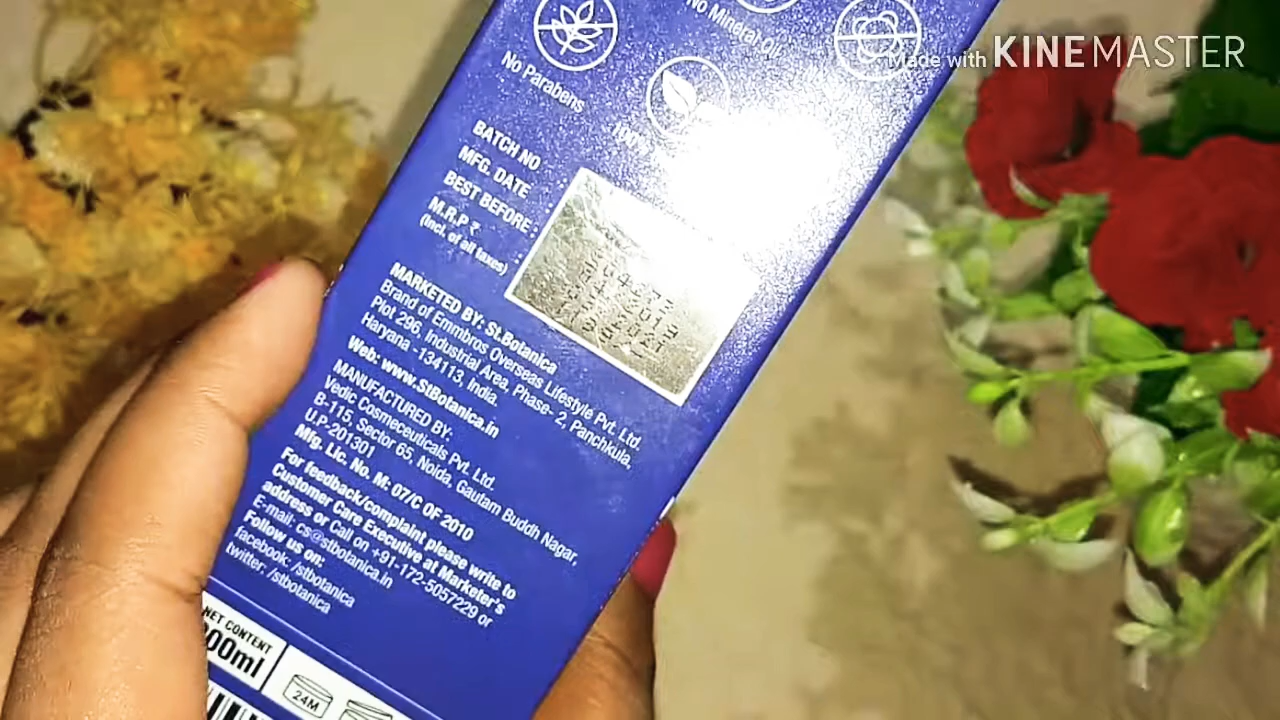 Made with KINEMASTER
No Mineral Oil
No Parabens
BATCH NO
MFG. DATE
BEST BEFORE :
M.R.P ₹ :
(Incl. of all taxes)
MARKETED BY: St.Botanica
Brand of Emmbros Overseas Lifestyle Pvt. Ltd.
Plot 296, Industrial Area, Phase- 2, Panchkula,
Haryana -134113, India.
Web: www.StBotanica.in
MANUFACTURED BY:
Vedic Cosmeceuticals Pvt. Ltd.
B-115, Sector 65, Noida, Gautam Buddh Nagar,
U.P-201301
Mfg. Lic. No. M: 07/C OF 2010
For feedback/complaint please write to
Customer Care Executive at Marketer's
address or Call on +91-172-5057229 or
E-mail: cs@stbotanica.in
Follow us on:
facebook: /stbotanica
twitter: /stbotanica
NET CONTENT
24M